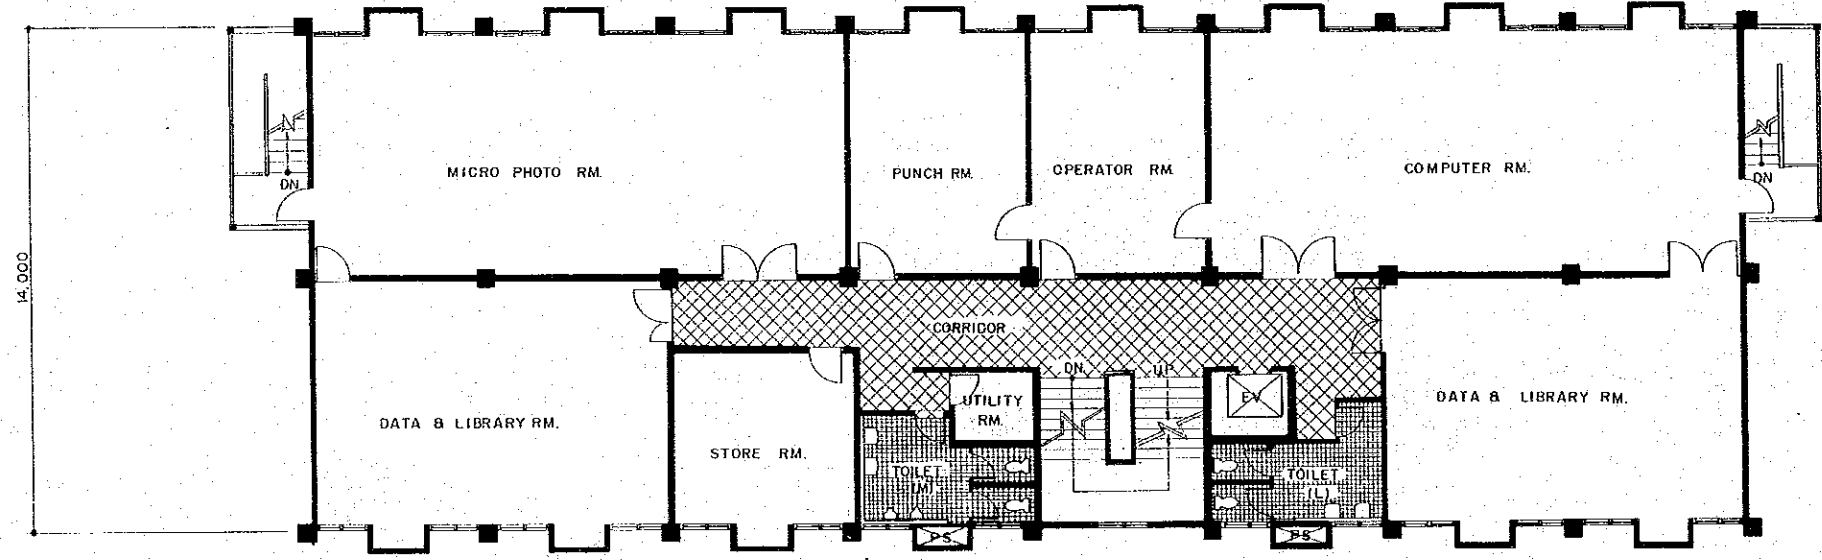 MICRO PHOTO RM.
PUNCH RM.
OPERATOR RM.
COMPUTER RM.
DN.
DN
14,000
CORRIDOR
DN.
UP
EV
UTILITY
RM.
DATA & LIBRARY RM.
STORE RM.
TOILET
(M)
TOILET
(L)
DATA & LIBRARY RM.
PS
PS